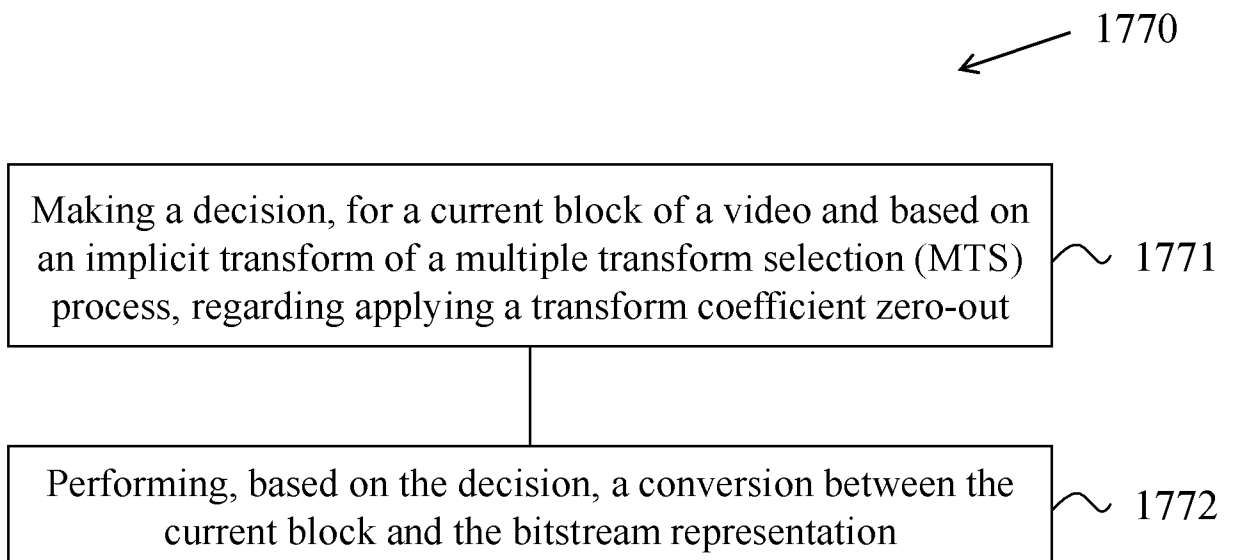 1770
Making a decision, for a current block of a video and based on
an implicit transform of a multiple transform selection (MTS)
process, regarding applying a transform coefficient zero-out
1771
Performing, based on the decision, a conversion between the
current block and the bitstream representation
1772